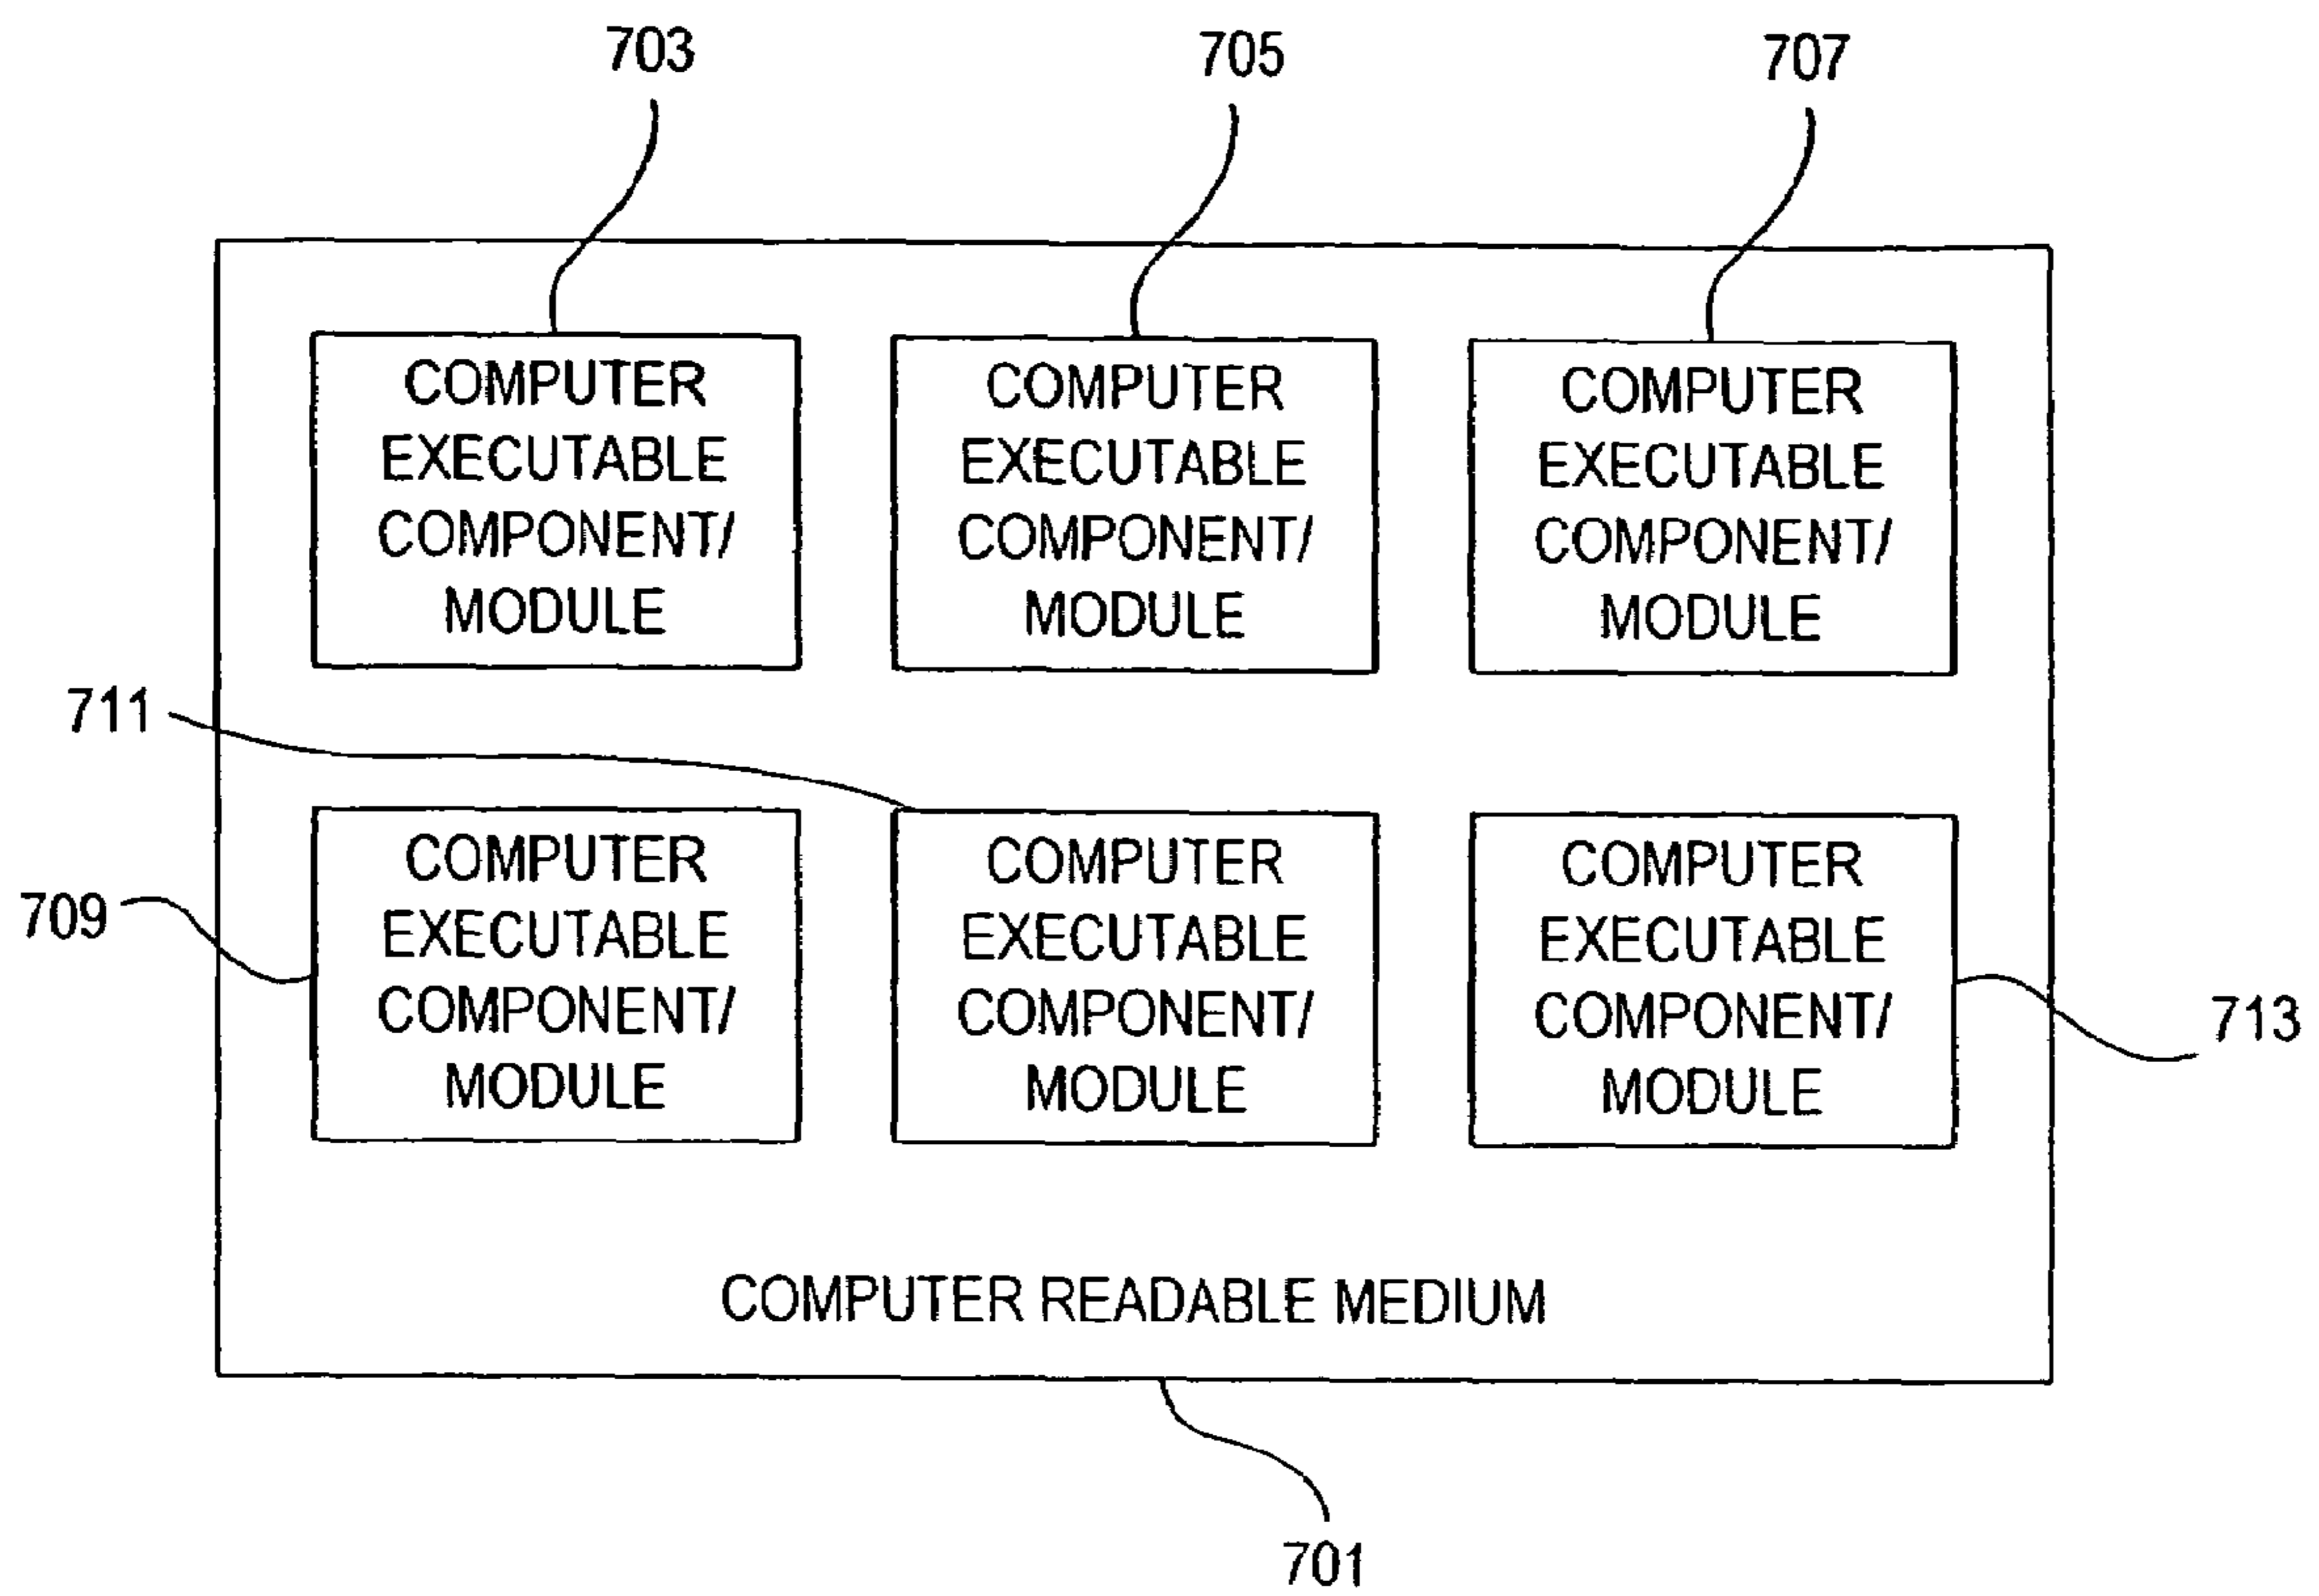 703
705
707
COMPUTER
EXECUTABLE
COMPONENT/
MODULE
COMPUTER
EXECUTABLE
COMPONENT/
MODULE
COMPUTER
EXECUTABLE
COMPONENT/
MODULE
711
709
COMPUTER
EXECUTABLE
COMPONENT/
MODULE
COMPUTER
EXECUTABLE
COMPONENT/
MODULE
COMPUTER
EXECUTABLE
COMPONENT/
MODULE
713
COMPUTER READABLE MEDIUM
701